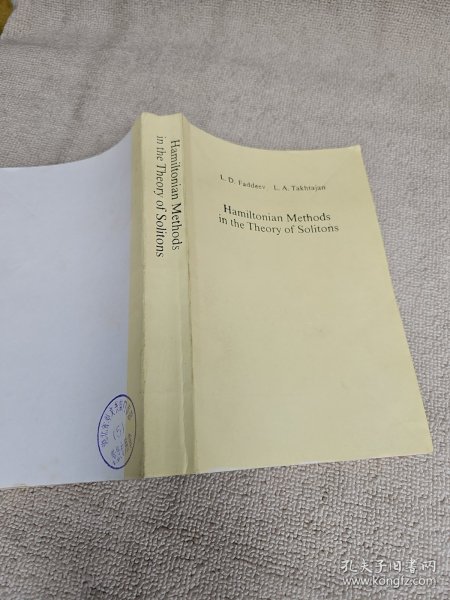 Hamiltonian Methods
in the Theory of Solitons
L. D. Faddeev, L. A. Takhtajan
Hamiltonian Methods
in the Theory of Solitons
(5)
孔夫子旧书网
www.kongfz.com